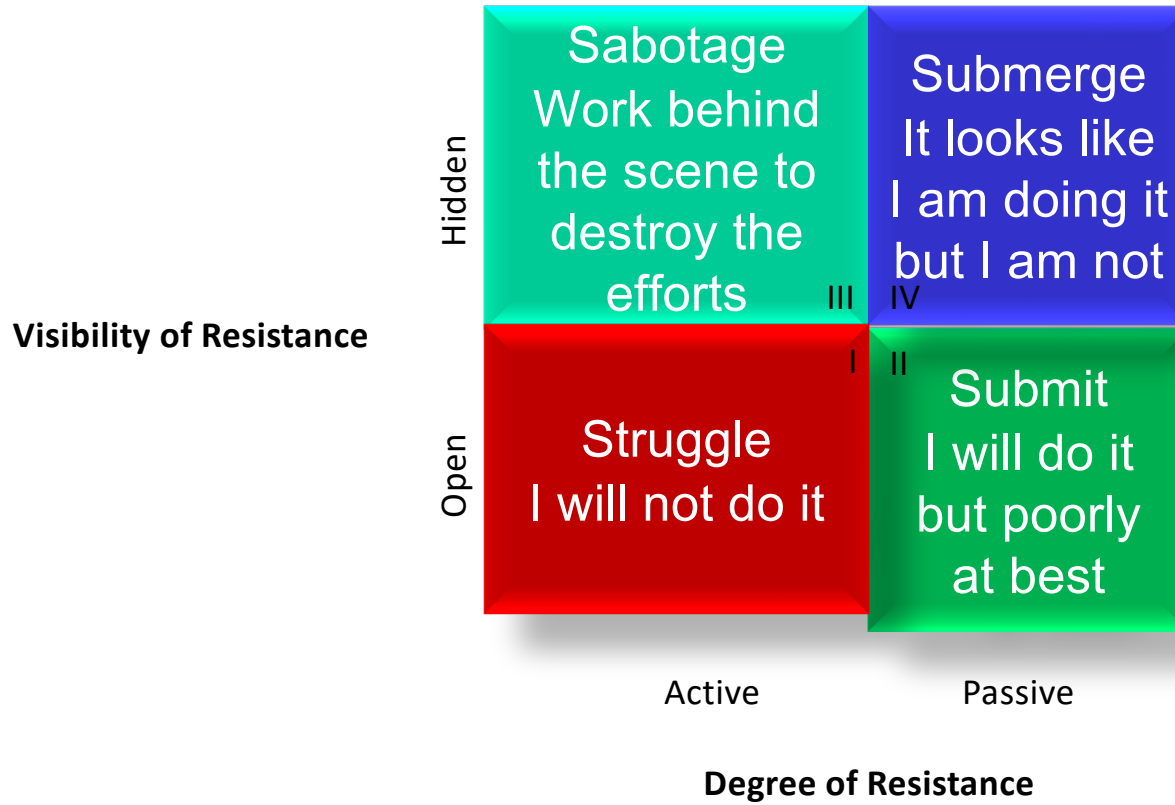 Sabotage
Work behind
the scene to
destroy the
efforts
III
Submerge
It looks like
I am doing it
but I am not
IV
Hidden
Visibility of Resistance
Open
I
Struggle
I will not do it
II
Submit
I will do it
but poorly
at best
Active
Passive
Degree of Resistance